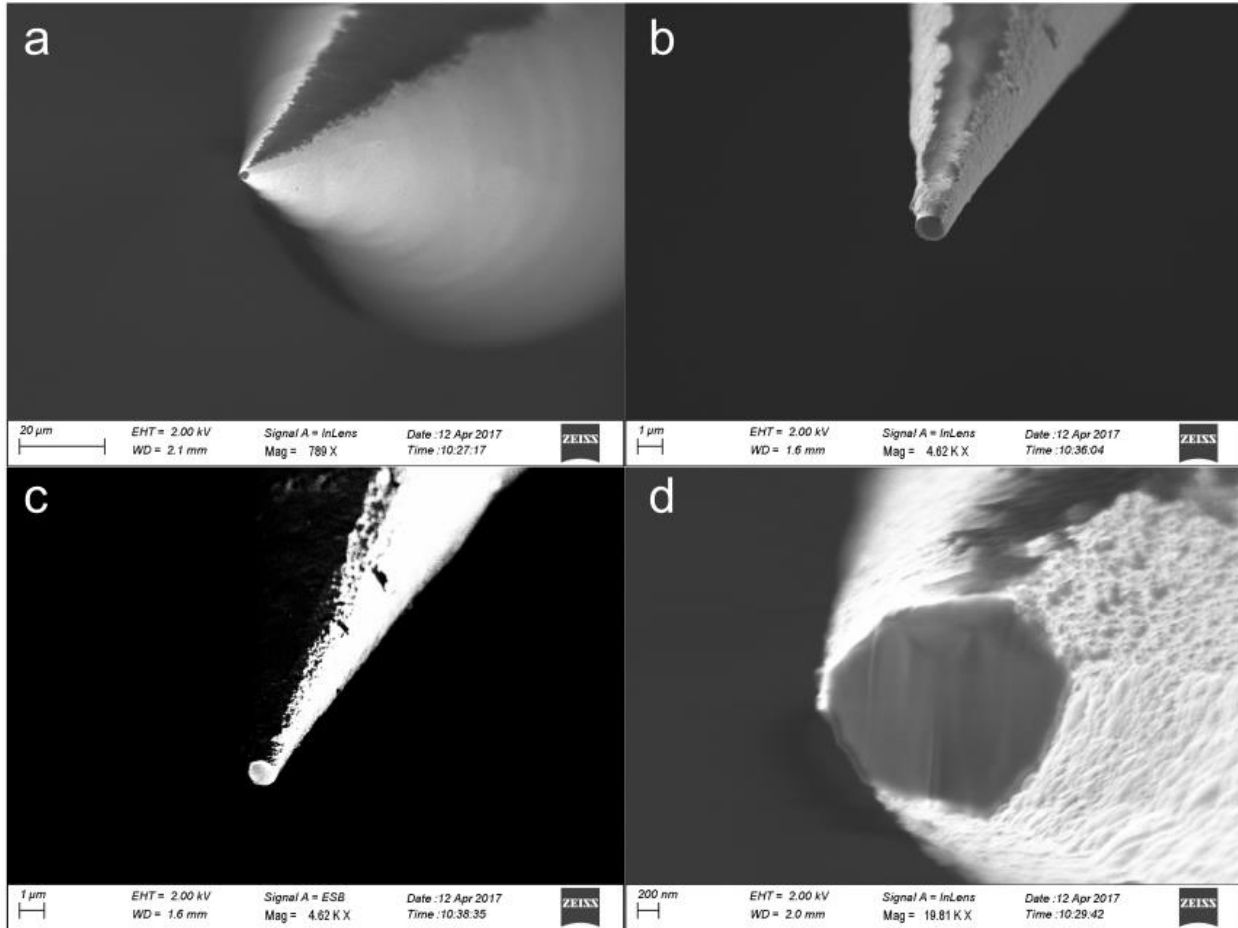 a
20 µm
EHT = 2.00 kV Signal A = InLens Date :12 Apr 2017
WD = 2.1 mm Mag = 789 X Time :10:27:17
ZEISS
b
1 µm
EHT = 2.00 kV Signal A = InLens Date :12 Apr 2017
WD = 1.6 mm Mag = 4.62 K X Time :10:36:04
ZEISS
c
1 µm
EHT = 2.00 kV Signal A = ESB Date :12 Apr 2017
WD = 1.6 mm Mag = 4.62 K X Time :10:38:35
ZEISS
d
200 nm
EHT = 2.00 kV Signal A = InLens Date :12 Apr 2017
WD = 2.0 mm Mag = 19.81 K X Time :10:29:42
ZEISS